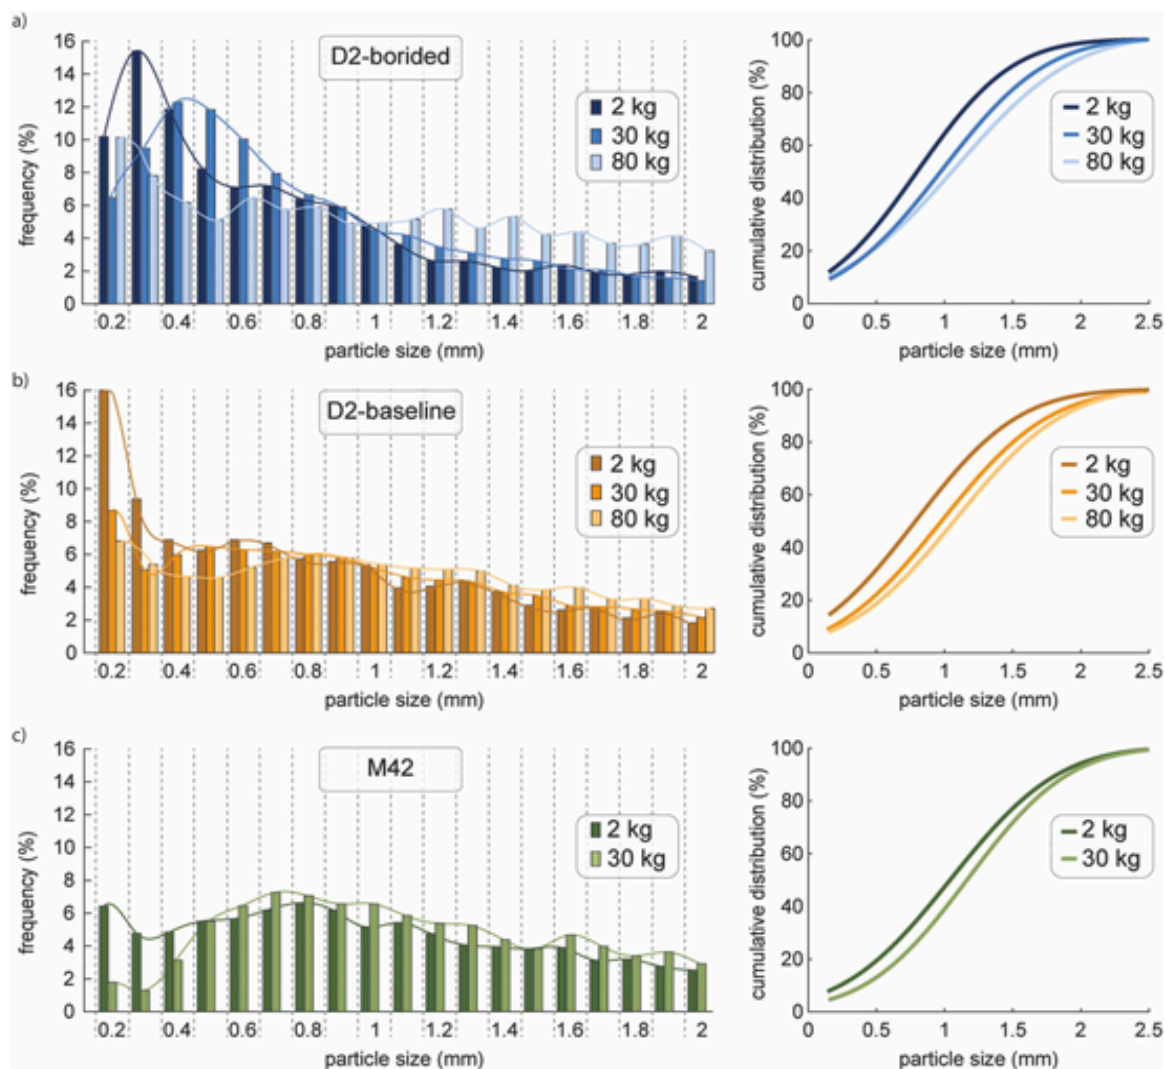 a)
16
14
12
10
8
6
4
2
0
frequency (%)
D2-borided
2 kg
30 kg
80 kg
0.2 0.4 0.6 0.8 1 1.2 1.4 1.6 1.8 2
particle size (mm)
100
80
60
40
20
0
cumulative distribution (%)
2 kg
30 kg
80 kg
0 0.5 1 1.5 2 2.5
particle size (mm)
b)
16
14
12
10
8
6
4
2
0
frequency (%)
D2-baseline
2 kg
30 kg
80 kg
0.2 0.4 0.6 0.8 1 1.2 1.4 1.6 1.8 2
particle size (mm)
100
80
60
40
20
0
cumulative distribution (%)
2 kg
30 kg
80 kg
0 0.5 1 1.5 2 2.5
particle size (mm)
c)
16
14
12
10
8
6
4
2
0
frequency (%)
M42
2 kg
30 kg
0.2 0.4 0.6 0.8 1 1.2 1.4 1.6 1.8 2
particle size (mm)
100
80
60
40
20
0
cumulative distribution (%)
2 kg
30 kg
0 0.5 1 1.5 2 2.5
particle size (mm)